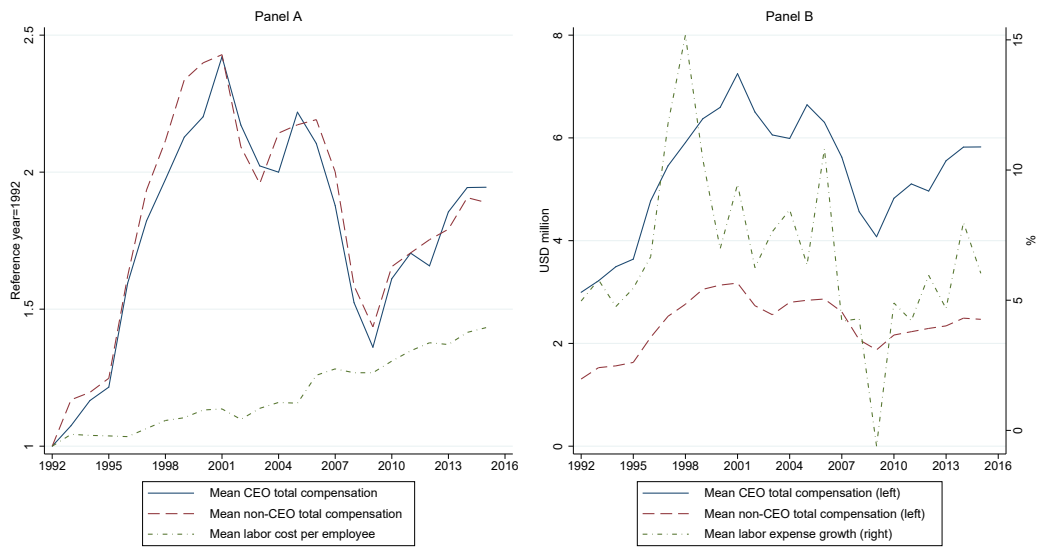 Panel A
Reference year=1992
2.5
2
1.5
1
1992 1995 1998 2001 2004 2007 2010 2013 2016
Mean CEO total compensation
Mean non-CEO total compensation
Mean labor cost per employee
Panel B
USD million
8
6
4
2
0
15
10
5
0
%
1992 1995 1998 2001 2004 2007 2010 2013 2016
Mean CEO total compensation (left)
Mean non-CEO total compensation (left)
Mean labor expense growth (right)